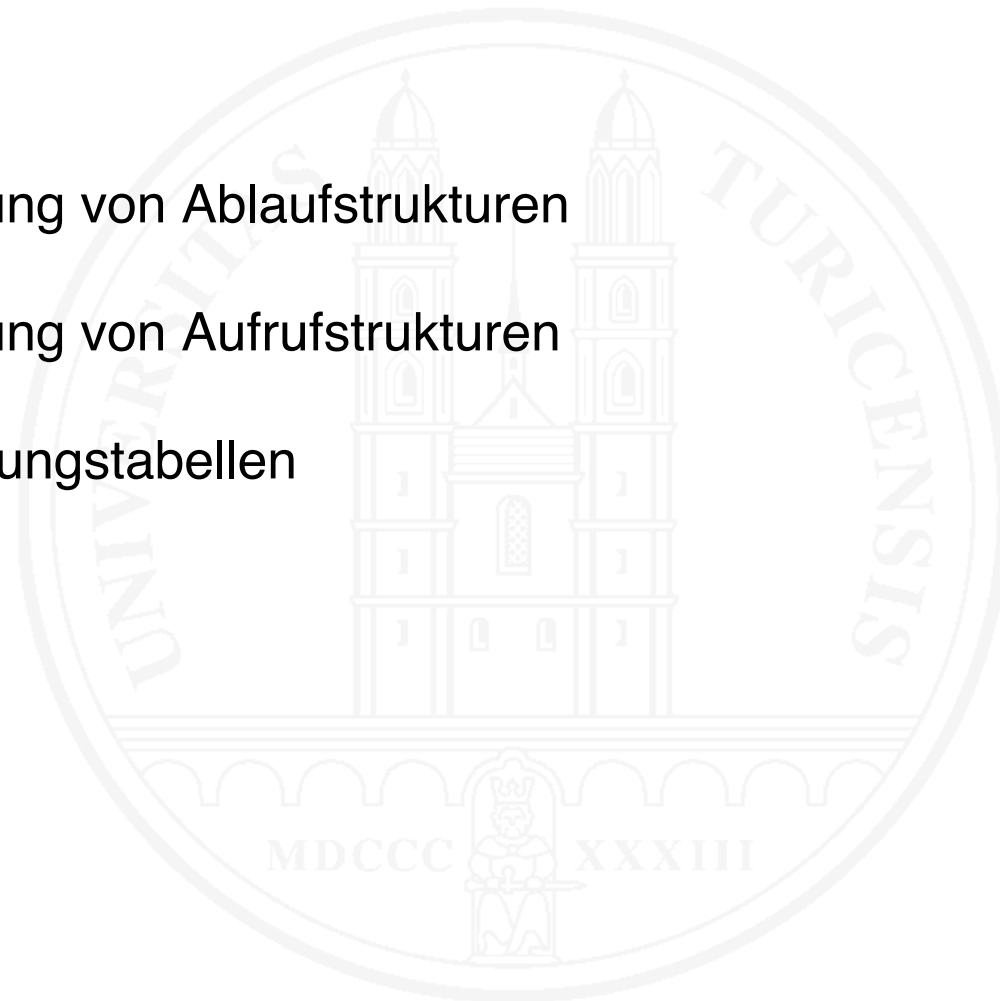 ung von Ablaufstrukturen
ung von Aufrufstrukturen
ungstabellen
UNIVERSITAS TURICENSIS
MDCCC XXXIII